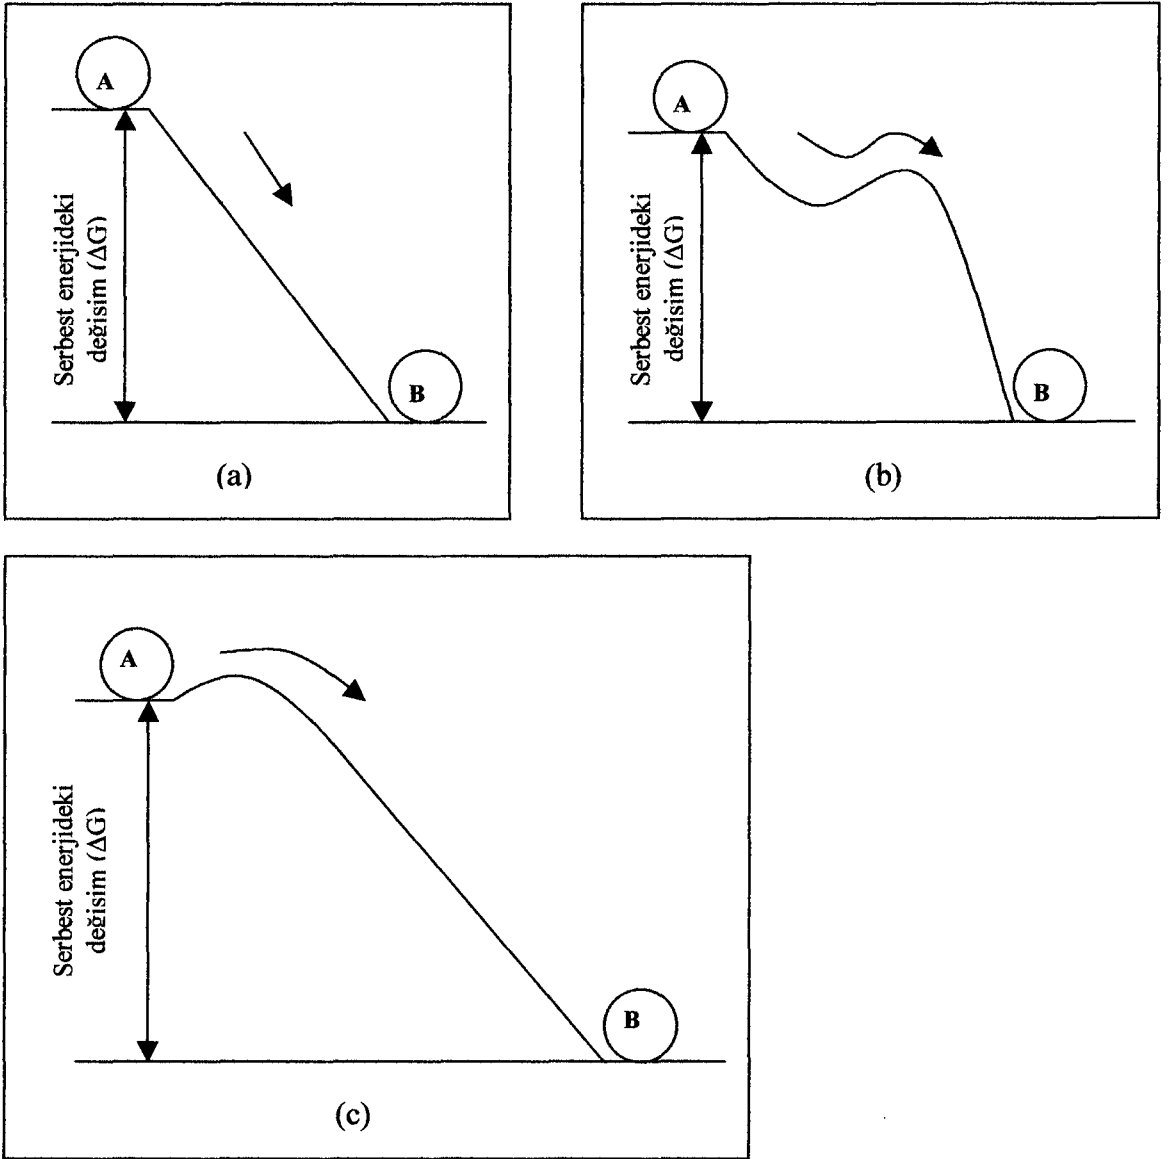 A
Serbest enerjideki
değisim (ΔG)
B
(a)
A
Serbest enerjideki
değisim (ΔG)
B
(b)
A
Serbest enerjideki
değisim (ΔG)
B
(c)